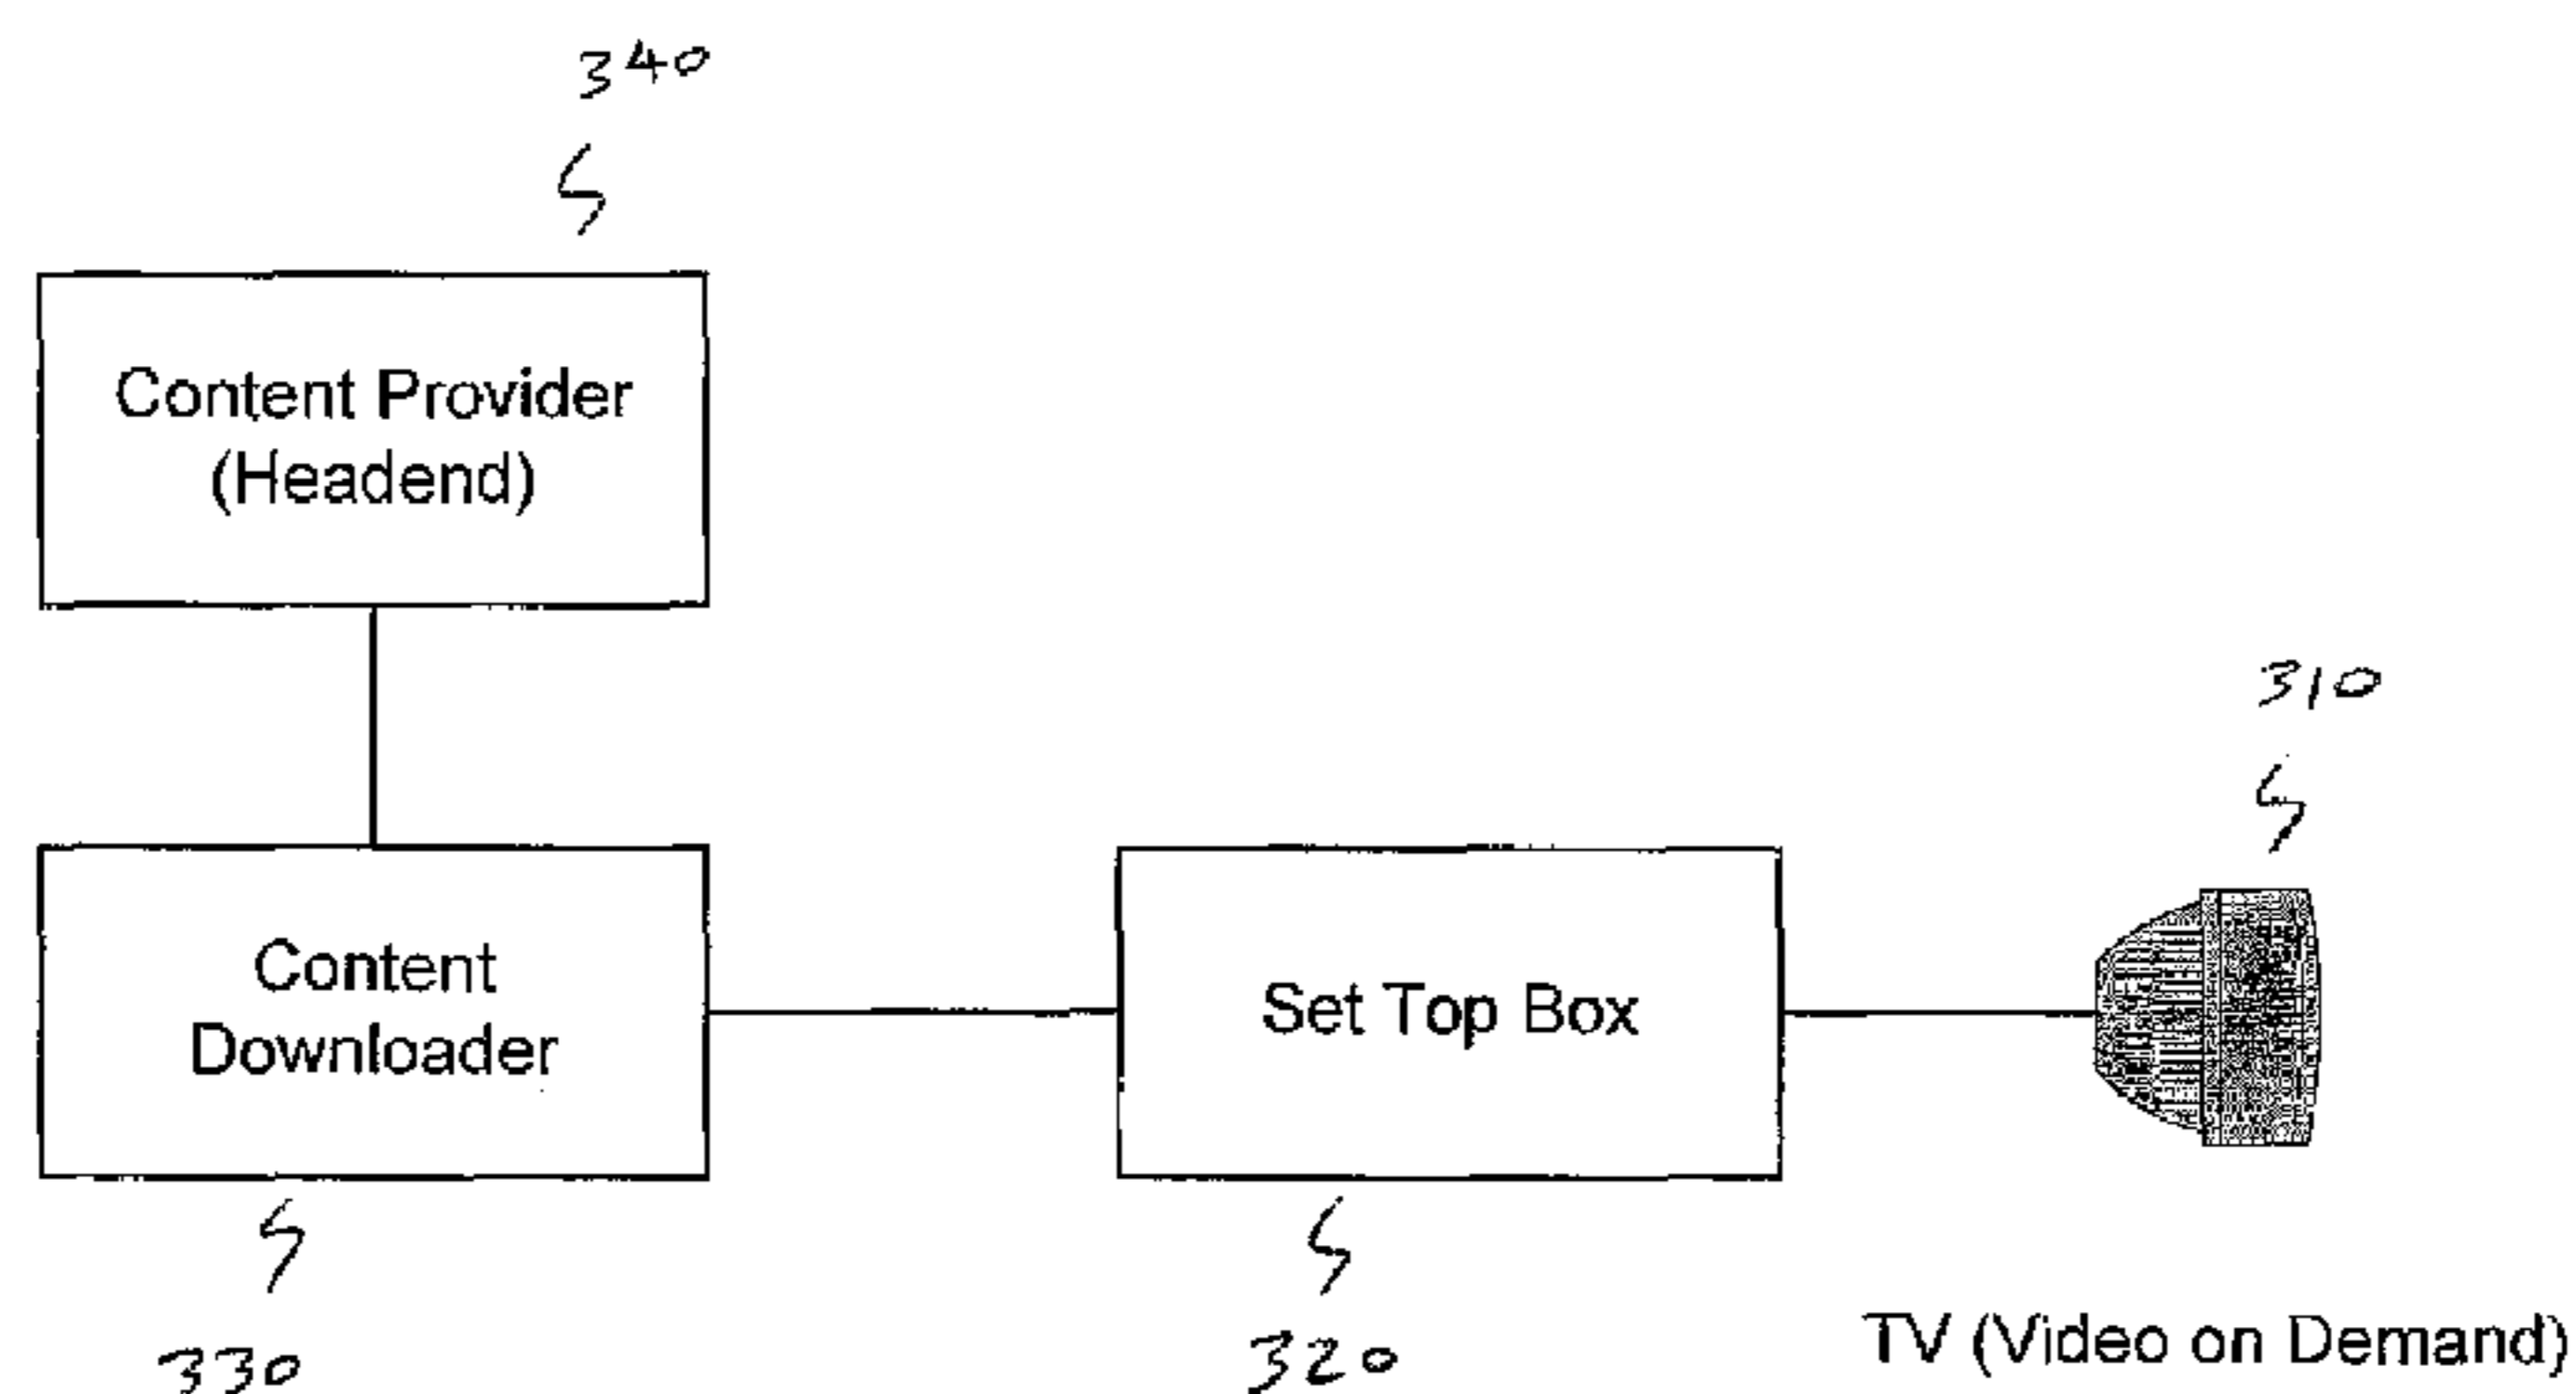 340
Content Provider
(Headend)
310
Content
Downloader
Set Top Box
330
320
TV (Video on Demand)